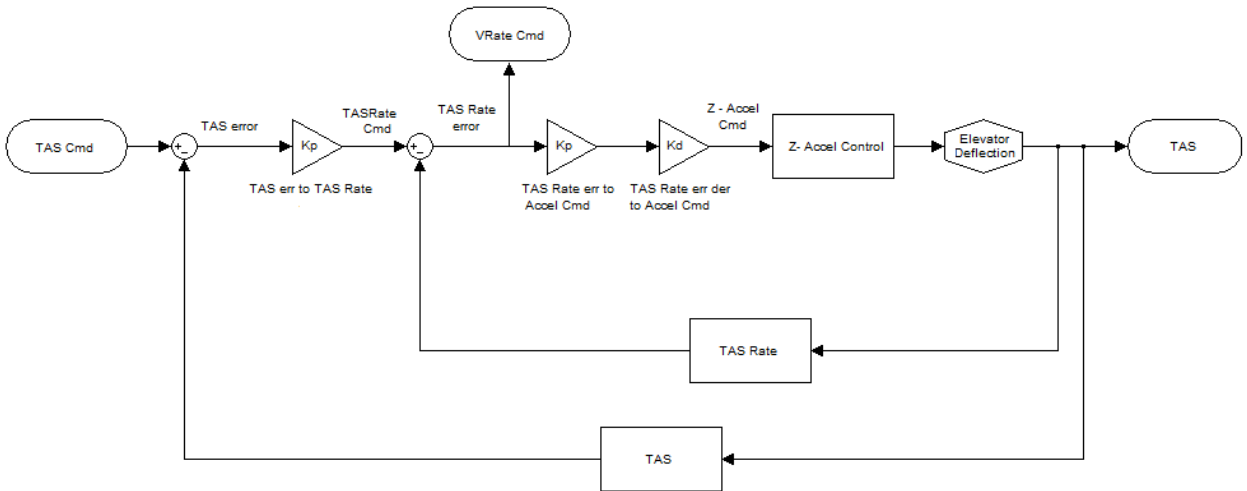 VRate Cmd
TAS Cmd
+
−
TAS error
Kp
TAS err to TAS Rate
TASRate
Cmd
+
−
TAS Rate
error
Kp
TAS Rate err to
Accel Cmd
Kd
TAS Rate err der
to Accel Cmd
Z - Accel
Cmd
Z- Accel Control
Elevator
Deflection
TAS
TAS Rate
TAS